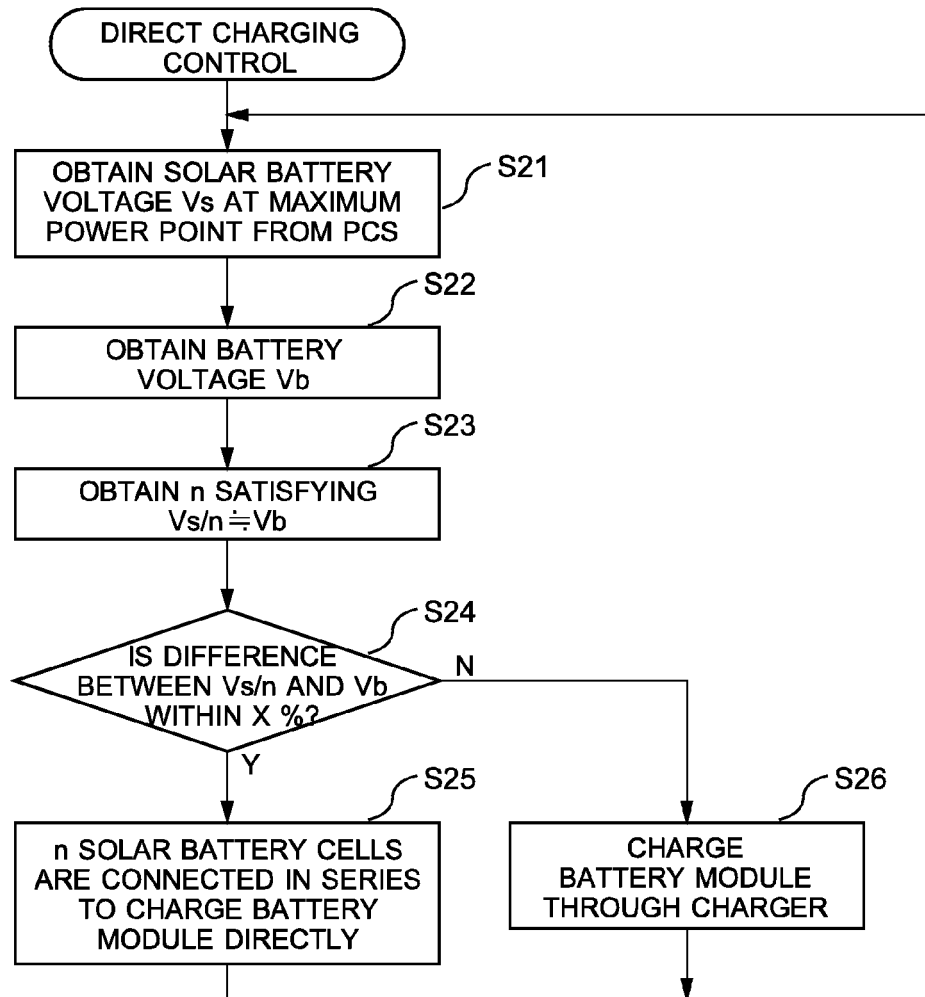 DIRECT CHARGING
CONTROL
OBTAIN SOLAR BATTERY
VOLTAGE Vs AT MAXIMUM
POWER POINT FROM PCS
S21
S22
OBTAIN BATTERY
VOLTAGE Vb
S23
OBTAIN n SATISFYING
Vs/n≒Vb
S24
IS DIFFERENCE
BETWEEN Vs/n AND Vb
WITHIN X %?
N
Y
S25
n SOLAR BATTERY CELLS
ARE CONNECTED IN SERIES
TO CHARGE BATTERY
MODULE DIRECTLY
S26
CHARGE
BATTERY MODULE
THROUGH CHARGER